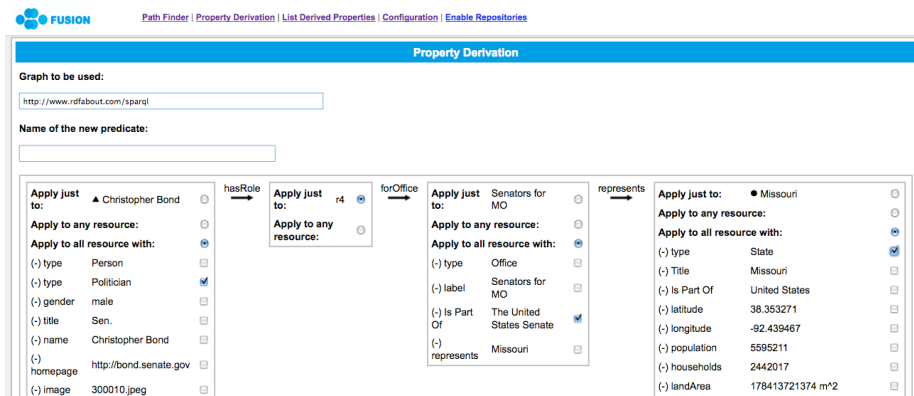 FUSION
Path Finder | Property Derivation | List Derived Properties | Configuration | Enable Repositories
Property Derivation
Graph to be used:
http://www.rdfabout.com/sparql
Name of the new predicate:
Apply just to: ▲ Christopher Bond
Apply to any resource:
Apply to all resource with:
(-) type Person
(-) type Politician
(-) gender male
(-) title Sen.
(-) name Christopher Bond
(-) homepage http://bond.senate.gov
(-) image 300010.jpeg
hasRole
Apply just to: r4
Apply to any resource:
forOffice
Apply just to: Senators for MO
Apply to any resource:
Apply to all resource with:
(-) type Office
(-) label Senators for MO
(-) Is Part Of The United States Senate
(-) represents Missouri
represents
Apply just to: ● Missouri
Apply to any resource:
Apply to all resource with:
(-) type State
(-) Title Missouri
(-) Is Part Of United States
(-) latitude 38.353271
(-) longitude -92.439467
(-) population 5595211
(-) households 2442017
(-) landArea 178413721374 m^2